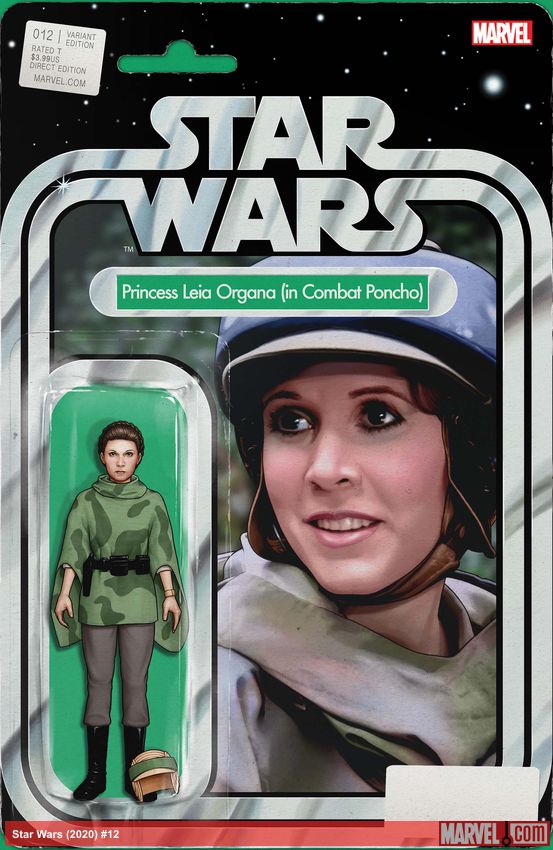 012 VARIANT
EDITION
RATED T
$3.99US
DIRECT EDITION
MARVEL.COM
MARVEL
STAR
WARS
TM
Princess Leia Organa (in Combat Poncho)
Star Wars (2020) #12
MARVEL.com